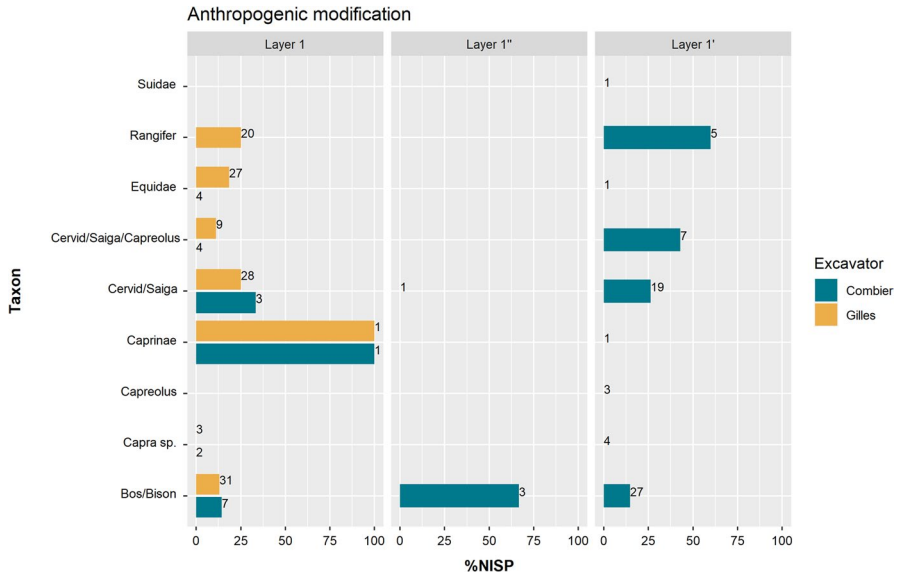 Anthropogenic modification
Layer 1 Layer 1'' Layer 1'
Suidae 1
Rangifer 20 5
Equidae 27 1
4
Cervid/Saiga/Capreolus 9 7
4
Cervid/Saiga 28 1 19
3
Caprinae 1 1
1
Capreolus 3
Capra sp. 3 4
2
Bos/Bison 31 3 27
7
0 25 50 75 100 0 25 50 75 100 0 25 50 75 100
%NISP
Taxon
Excavator
Combier
Gilles